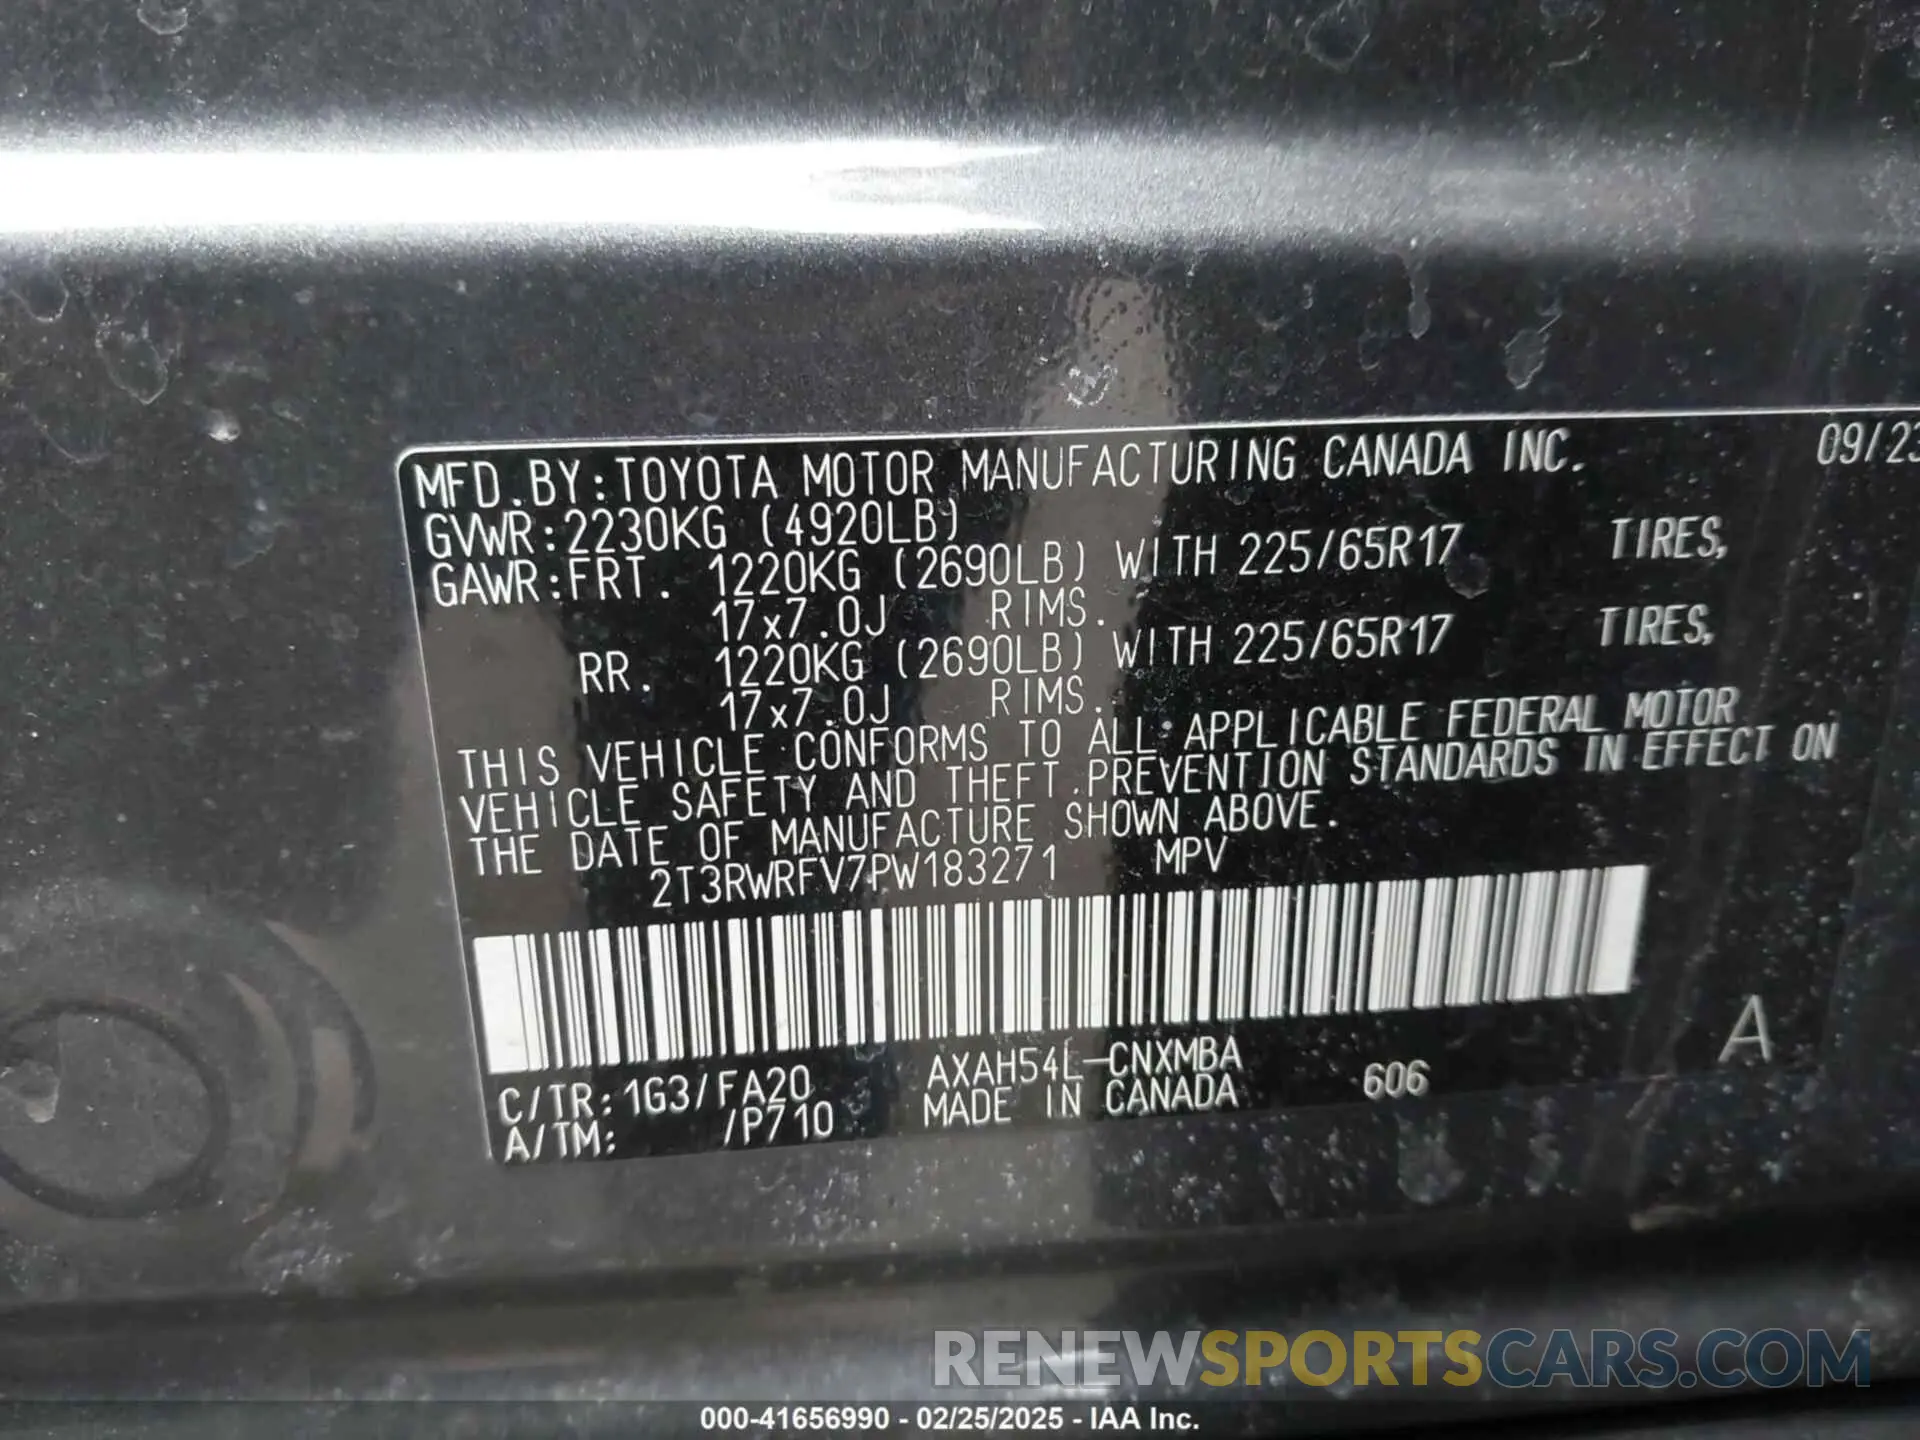 MFD.BY:TOYOTA MOTOR MANUFACTURING CANADA INC. 09/23
GVWR:2230KG (4920LB)
GAWR:FRT. 1220KG (2690LB) WITH 225/65R17 TIRES,
17x7.0J RIMS.
RR. 1220KG (2690LB) WITH 225/65R17 TIRES,
17x7.0J RIMS.
THIS VEHICLE CONFORMS TO ALL APPLICABLE FEDERAL MOTOR
VEHICLE SAFETY AND THEFT PREVENTION STANDARDS IN EFFECT ON
THE DATE OF MANUFACTURE SHOWN ABOVE.
2T3RWRFV7PW183271 MPV
C/TR:1G3/FA20 AXAH54L-CNXMBA 606 A
A/TM: /P710 MADE IN CANADA
RENEWSPORTSCARS.COM
000-41656990 - 02/25/2025 - IAA Inc.